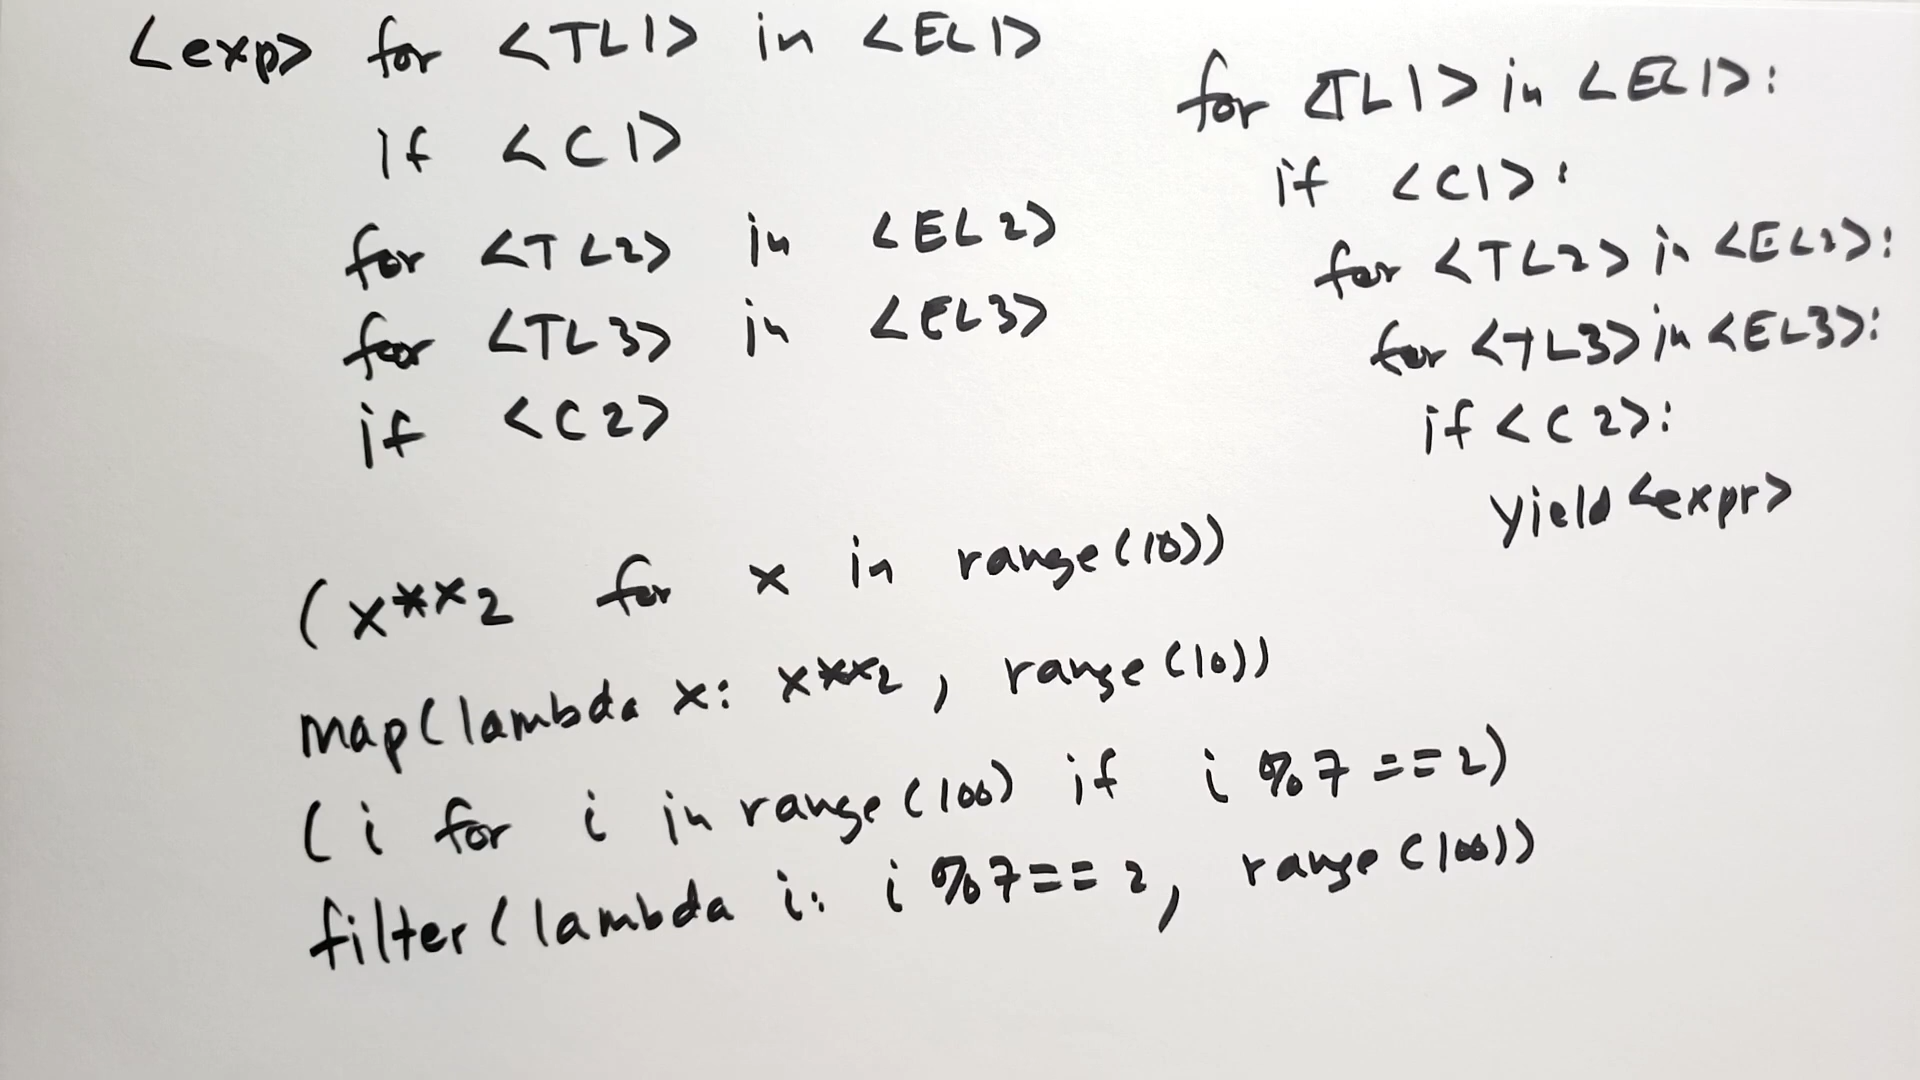 <exp> for <TL1> in <EL1>
if <C1>
for <TL2> in <EL2>
for <TL3> in <EL3>
if <C2>
for <TL1> in <EL1>:
if <C1>:
for <TL2> in <EL2>:
for <TL3> in <EL3>:
if <C2>:
yield <expr>
(x**2 for x in range(10))
map(lambda x: x**2, range(10))
(i for i in range(100) if i%7==2)
filter(lambda i: i%7==2, range(100))